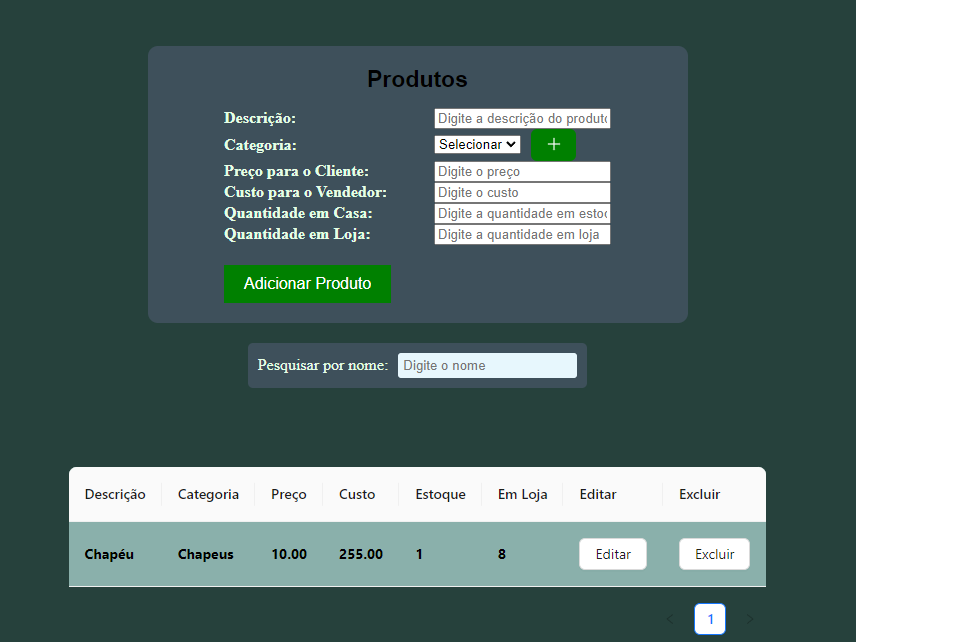 Produtos
Descrição: Digite a descrição do produto
Categoria: Selecionar +
Preço para o Cliente: Digite o preço
Custo para o Vendedor: Digite o custo
Quantidade em Casa: Digite a quantidade em esto
Quantidade em Loja: Digite a quantidade em loja
Adicionar Produto
Pesquisar por nome: Digite o nome
Descrição Categoria Preço Custo Estoque Em Loja Editar Excluir
Chapéu Chapeus 10.00 255.00 1 8 Editar Excluir
< 1 >